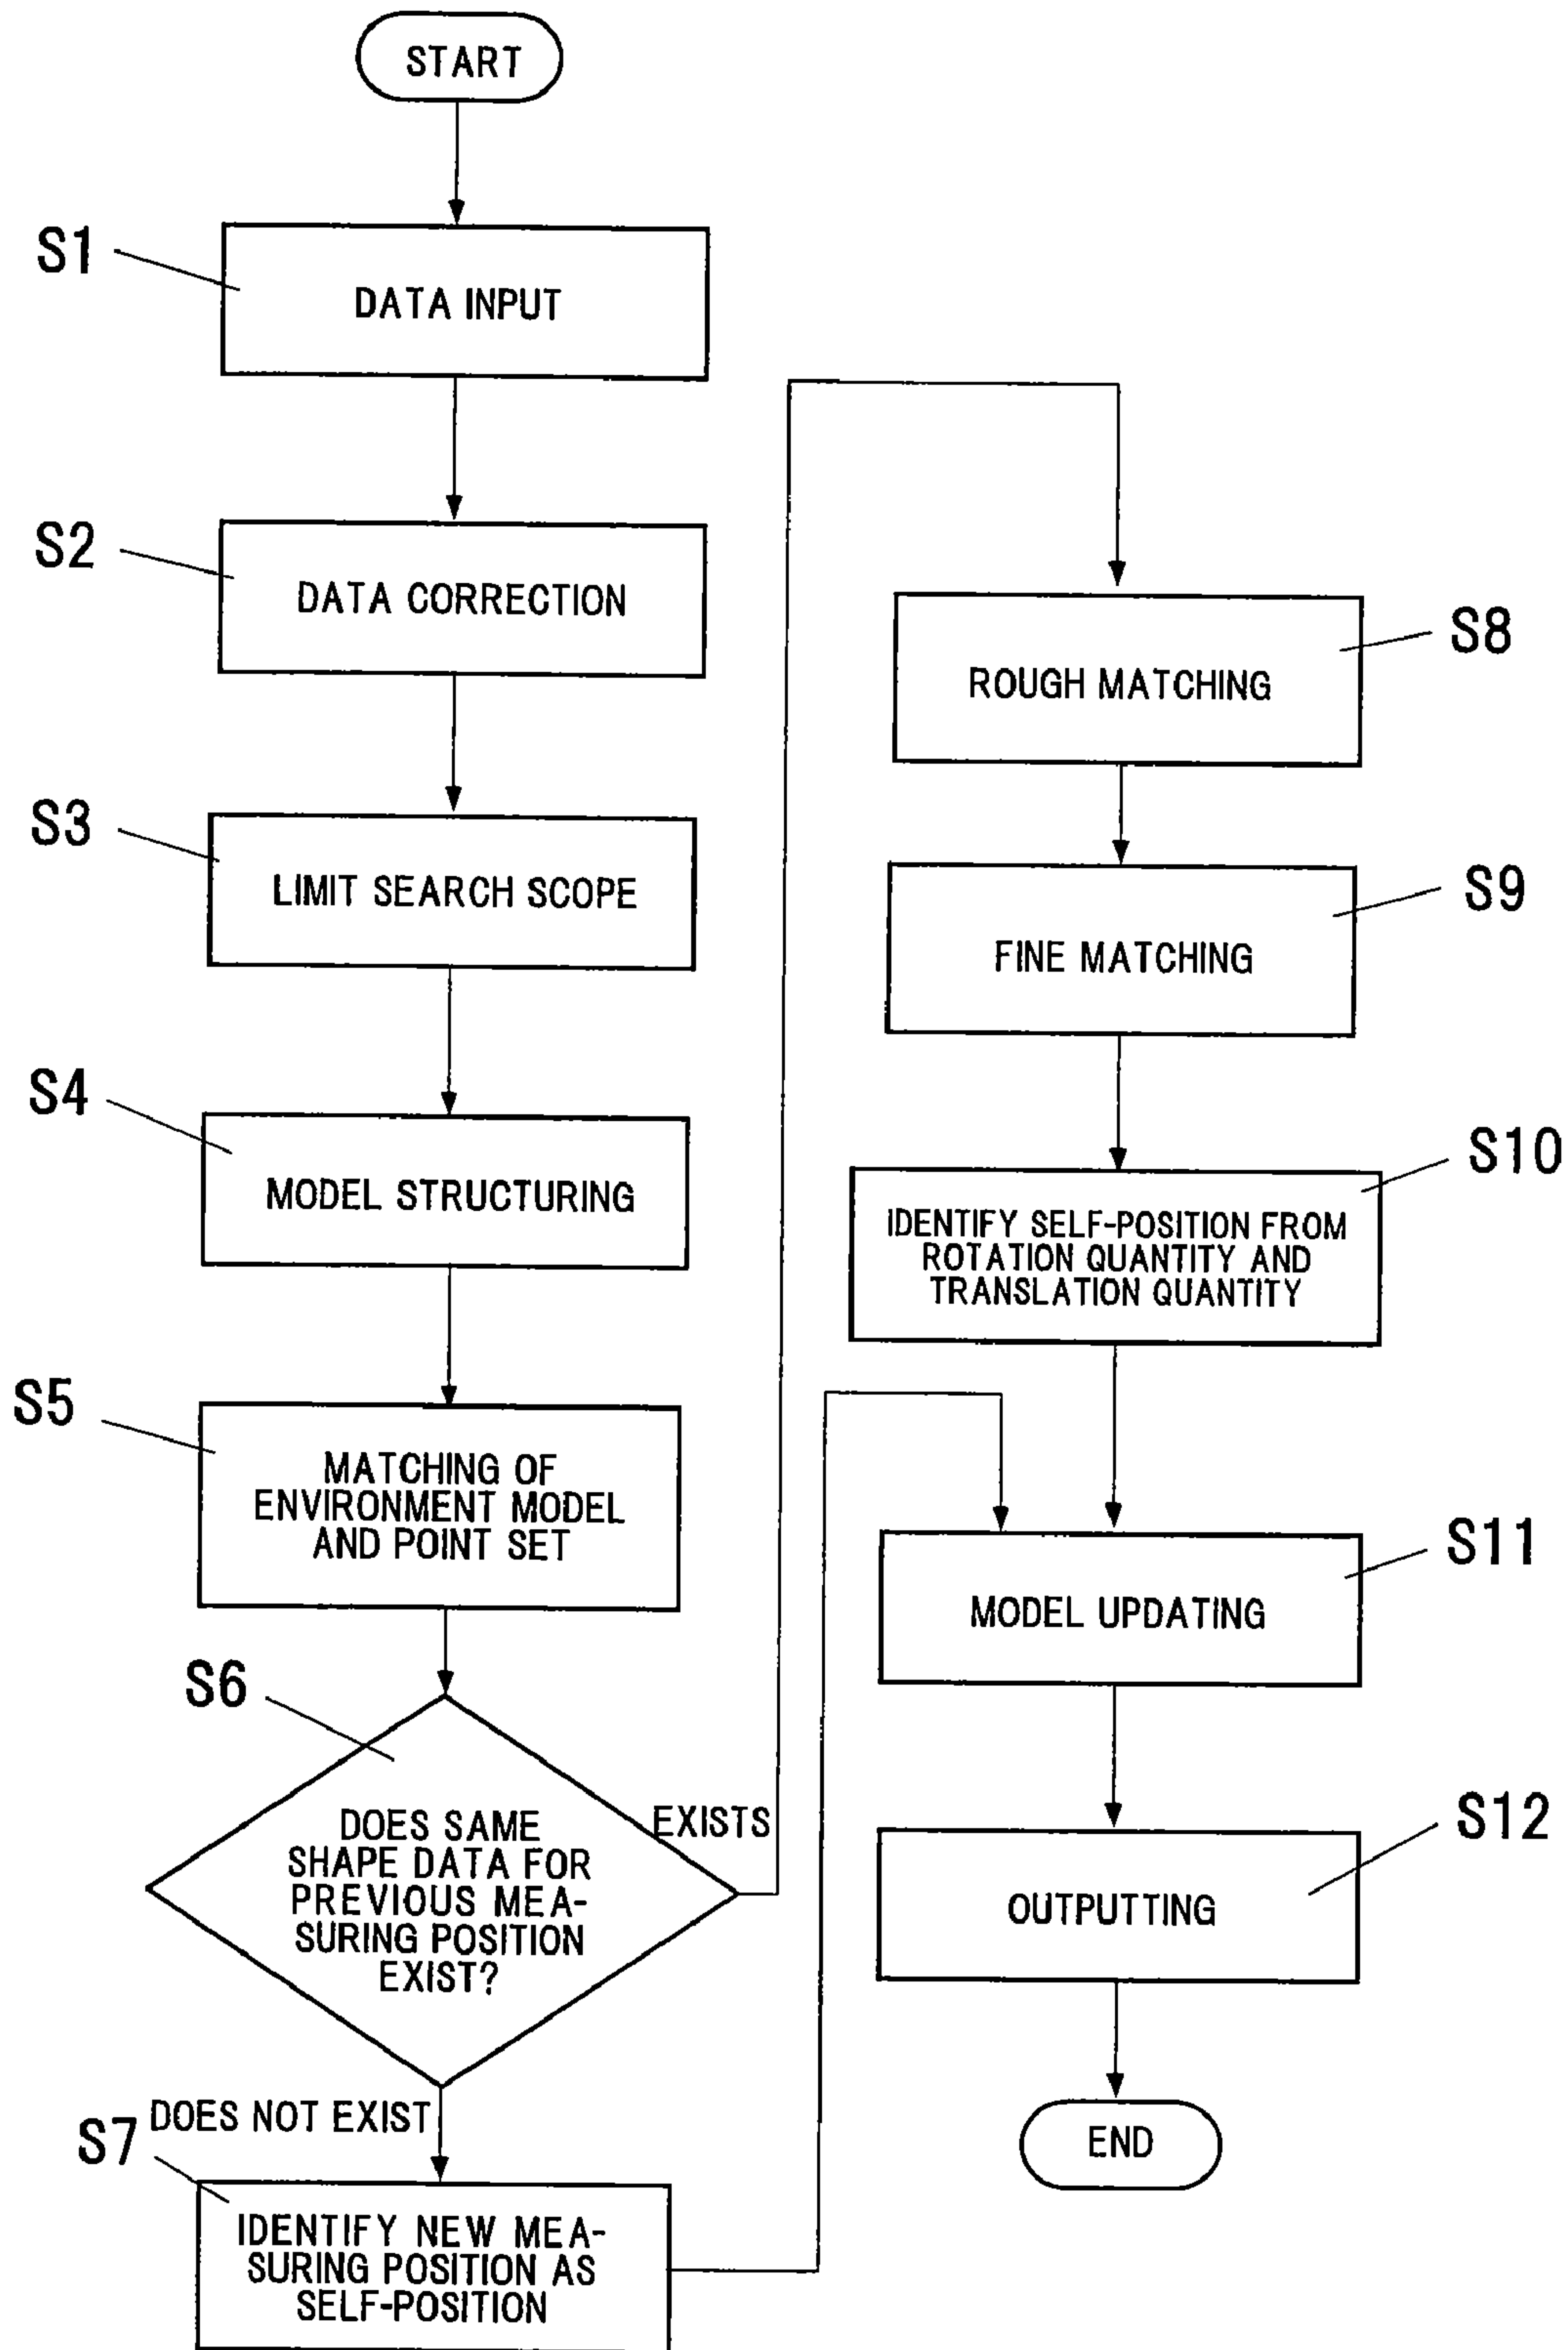 START
S1
DATA INPUT
S2
DATA CORRECTION
S3
LIMIT SEARCH SCOPE
S4
MODEL STRUCTURING
S5
MATCHING OF
ENVIRONMENT MODEL
AND POINT SET
S6
DOES SAME
SHAPE DATA FOR
PREVIOUS MEA-
SURING POSITION
EXIST?
EXISTS
DOES NOT EXIST
S7
IDENTIFY NEW MEA-
SURING POSITION AS
SELF-POSITION
S8
ROUGH MATCHING
S9
FINE MATCHING
S10
IDENTIFY SELF-POSITION FROM
ROTATION QUANTITY AND
TRANSLATION QUANTITY
S11
MODEL UPDATING
S12
OUTPUTTING
END